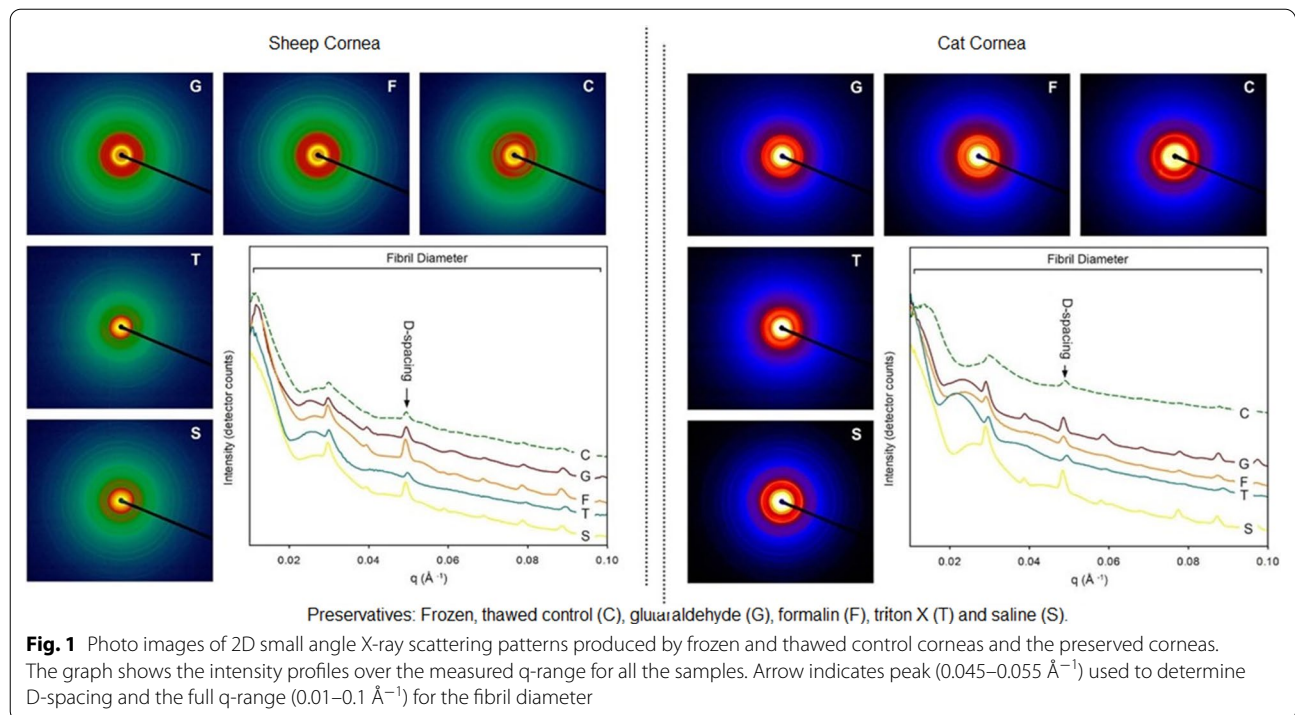 Sheep Cornea
Cat Cornea
G
F
C
G
F
C
T
Fibril Diameter
D-spacing
Intensity (detector counts)
C
G
F
T
S
0.02
0.04
0.06
0.08
0.10
q (Å⁻¹)
S
T
Fibril Diameter
D-spacing
Intensity (detector counts)
C
G
F
T
S
0.02
0.04
0.06
0.08
0.10
q (Å⁻¹)
S
Preservatives: Frozen, thawed control (C), glutaraldehyde (G), formalin (F), triton X (T) and saline (S).
Fig. 1 Photo images of 2D small angle X-ray scattering patterns produced by frozen and thawed control corneas and the preserved corneas.
The graph shows the intensity profiles over the measured q-range for all the samples. Arrow indicates peak (0.045–0.055 Å⁻¹) used to determine
D-spacing and the full q-range (0.01–0.1 Å⁻¹) for the fibril diameter